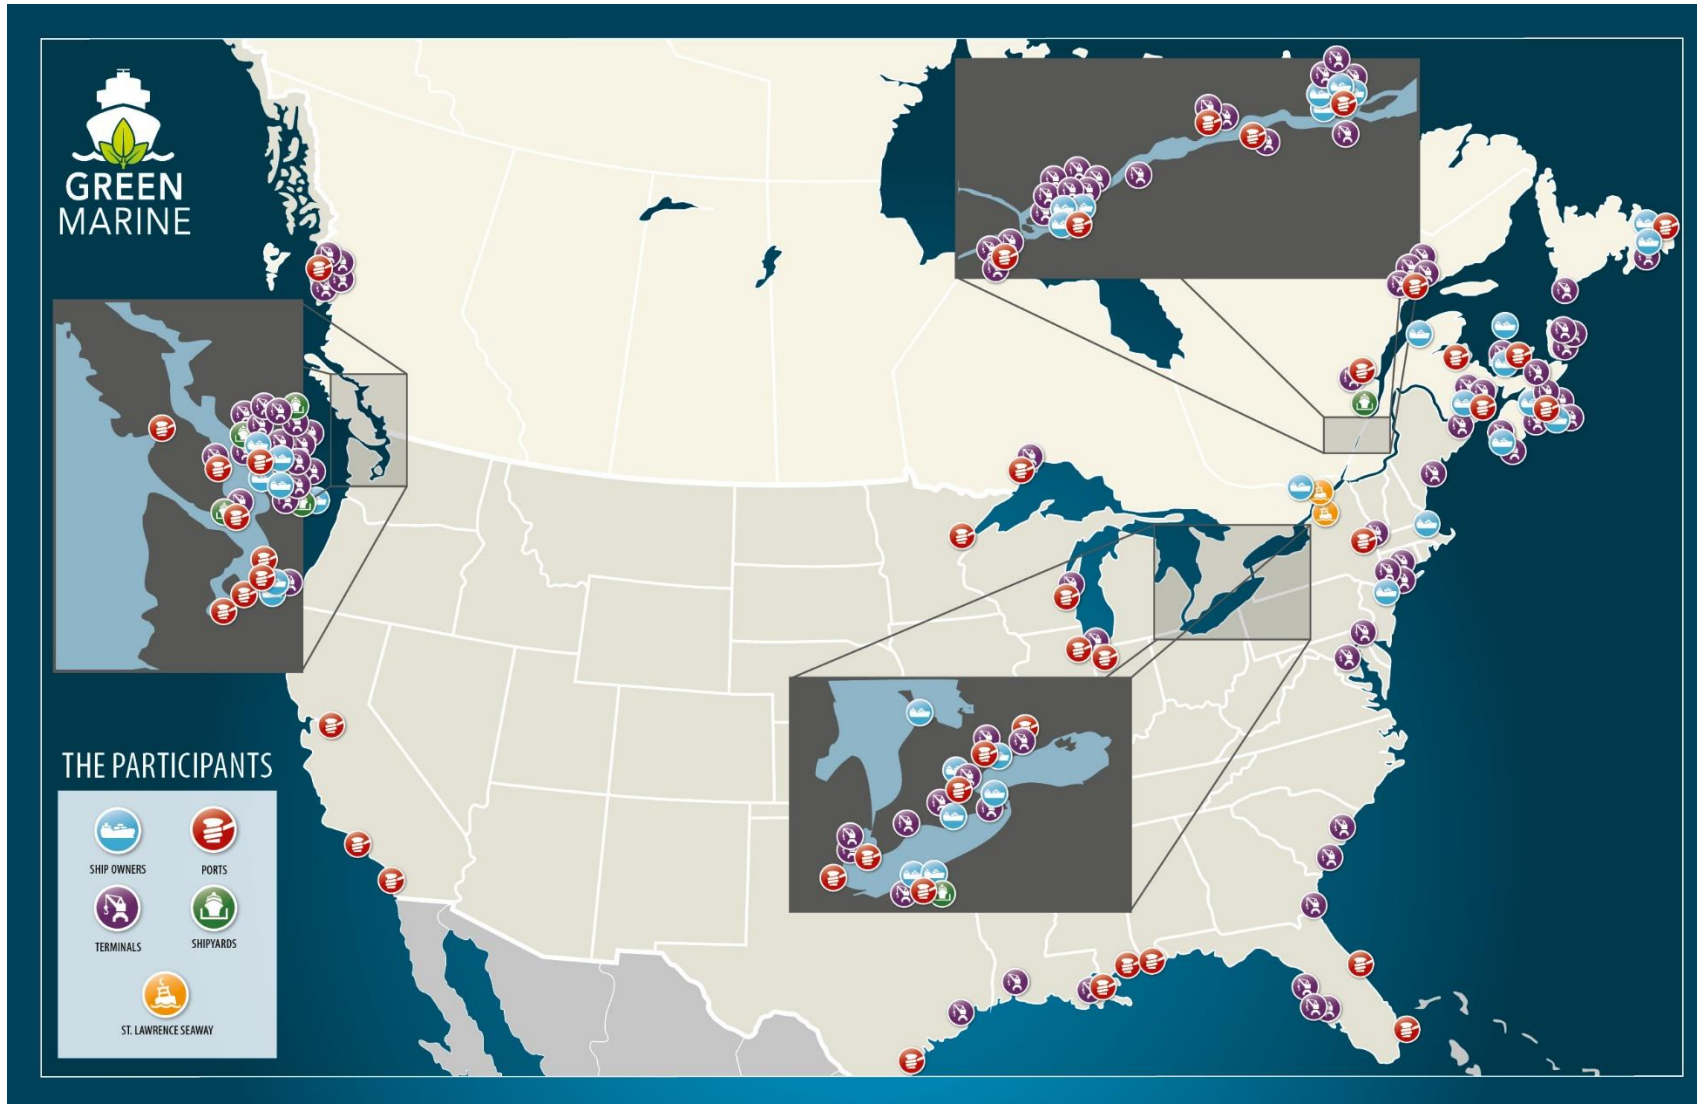 GREEN
MARINE
THE PARTICIPANTS
SHIP OWNERS
PORTS
TERMINALS
SHIPYARDS
ST. LAWRENCE SEAWAY